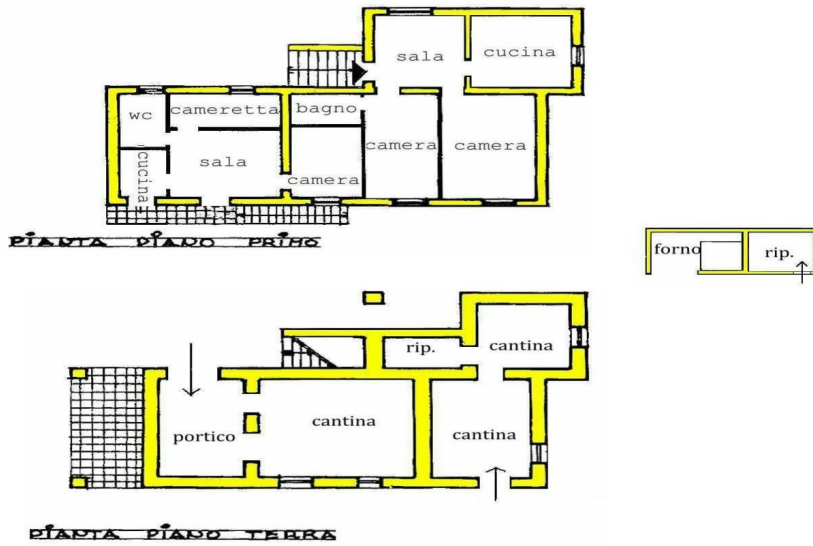 sala
cucina
wc
cameretta
bagno
cucina
sala
camera
camera
camera
PIANTA PIANO PRIMO
forno
rip.
rip.
cantina
portico
cantina
cantina
PIANTA PIANO TERRA